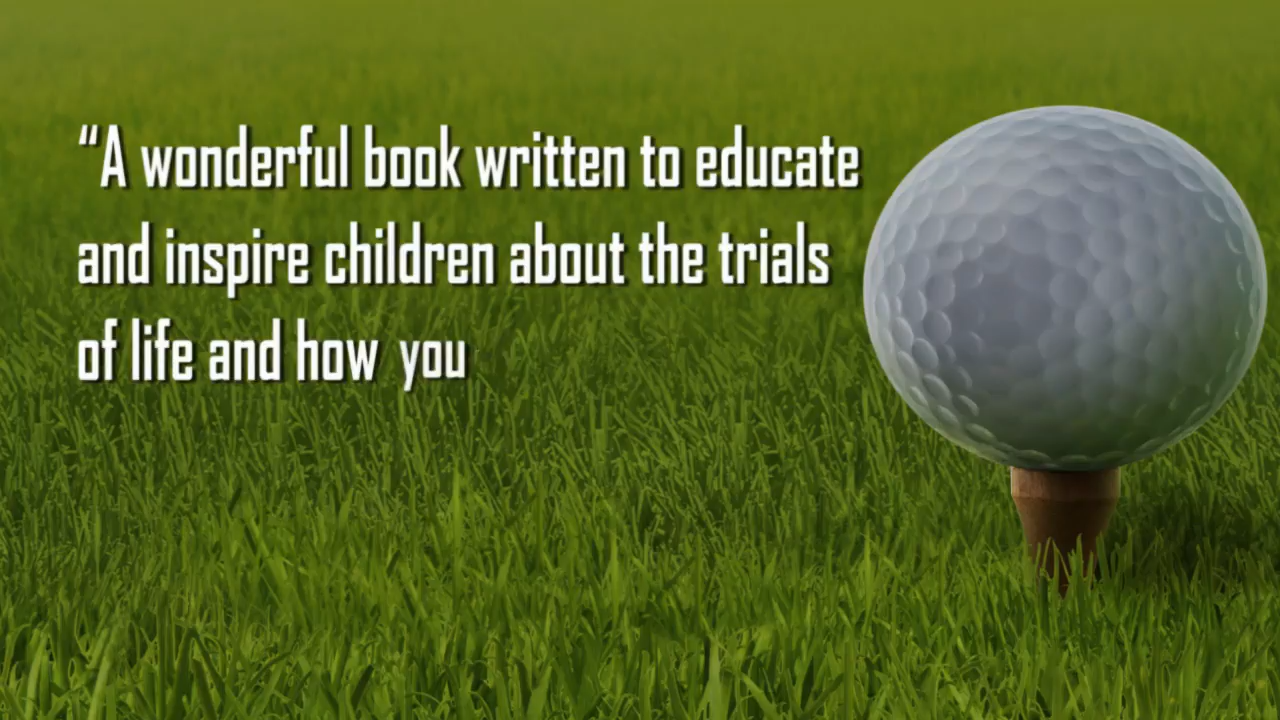 “A wonderful book written to educate
and inspire children about the trials
of life and how you